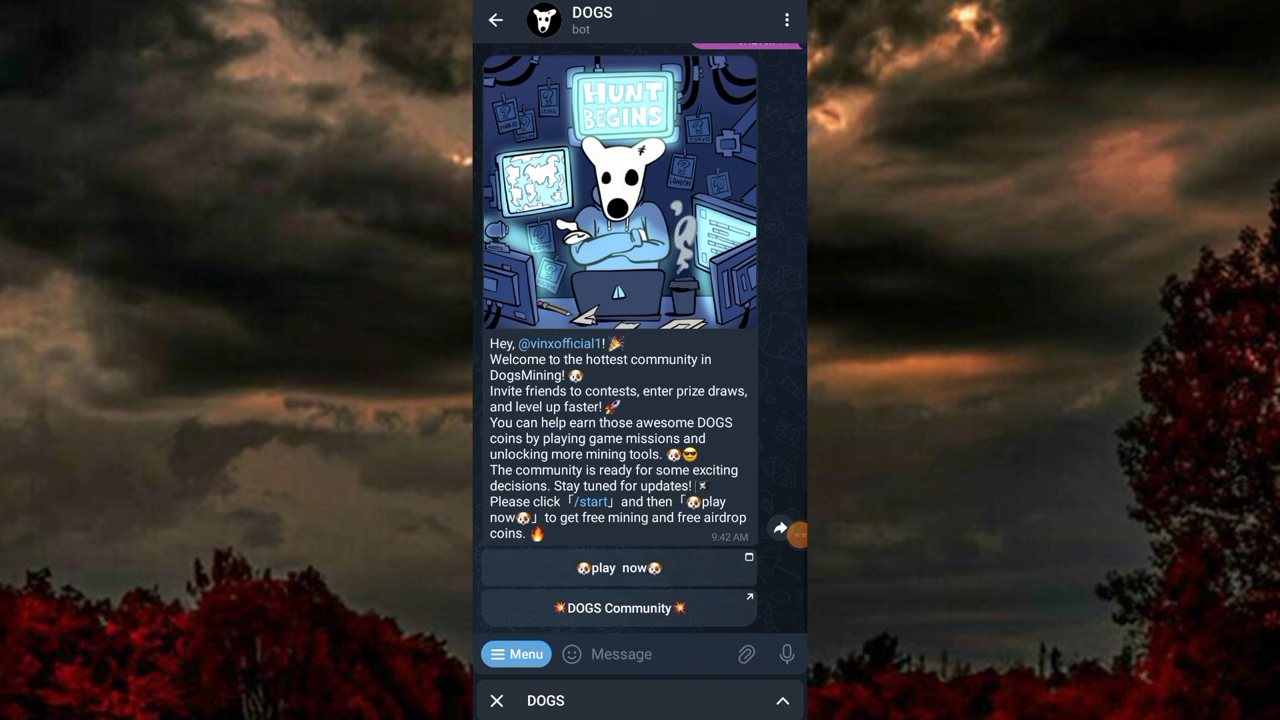 DOGS
bot
HUNT
BEGINS
LONDON
Hey, @vinxofficial1! 🎉
Welcome to the hottest community in
DogsMining! 🐶
Invite friends to contests, enter prize draws,
and level up faster! 🚀
You can help earn those awesome DOGS
coins by playing game missions and
unlocking more mining tools. 🐶😎
The community is ready for some exciting
decisions. Stay tuned for updates! 🏴‍☠️
Please click「/start」and then「🐶play
now🐶」to get free mining and free airdrop
coins. 🔥
9:42 AM
🐶play now🐶
💥DOGS Community💥
Menu
Message
DOGS